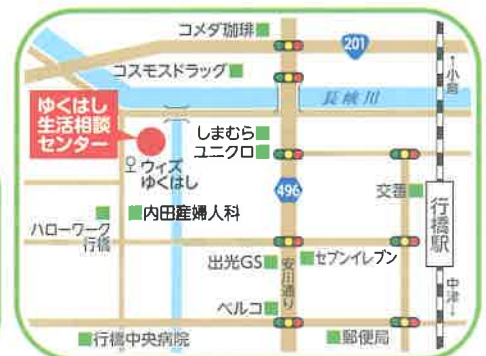 コメダ珈琲
201
コスモスドラッグ
←小倉
長峡川
ゆくはし
生活相談
センター
しまむら
ユニクロ
ウィズ
ゆくはし
496
交番
行橋駅
内田産婦人科
ハローワーク
行橋
出光GS
安川通り
セブンイレブン
中津→
ベルコ
行橋中央病院
郵便局